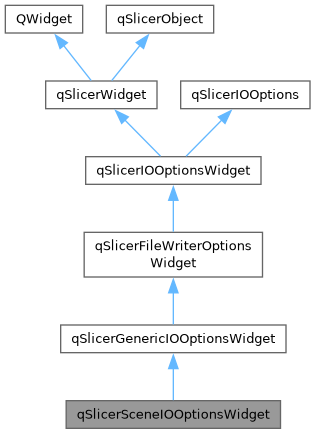 QWidget
qSlicerObject
qSlicerWidget
qSlicerIOOptions
qSlicerIOOptionsWidget
qSlicerFileWriterOptions
Widget
qSlicerGenericIOOptionsWidget
qSlicerSceneIOOptionsWidget